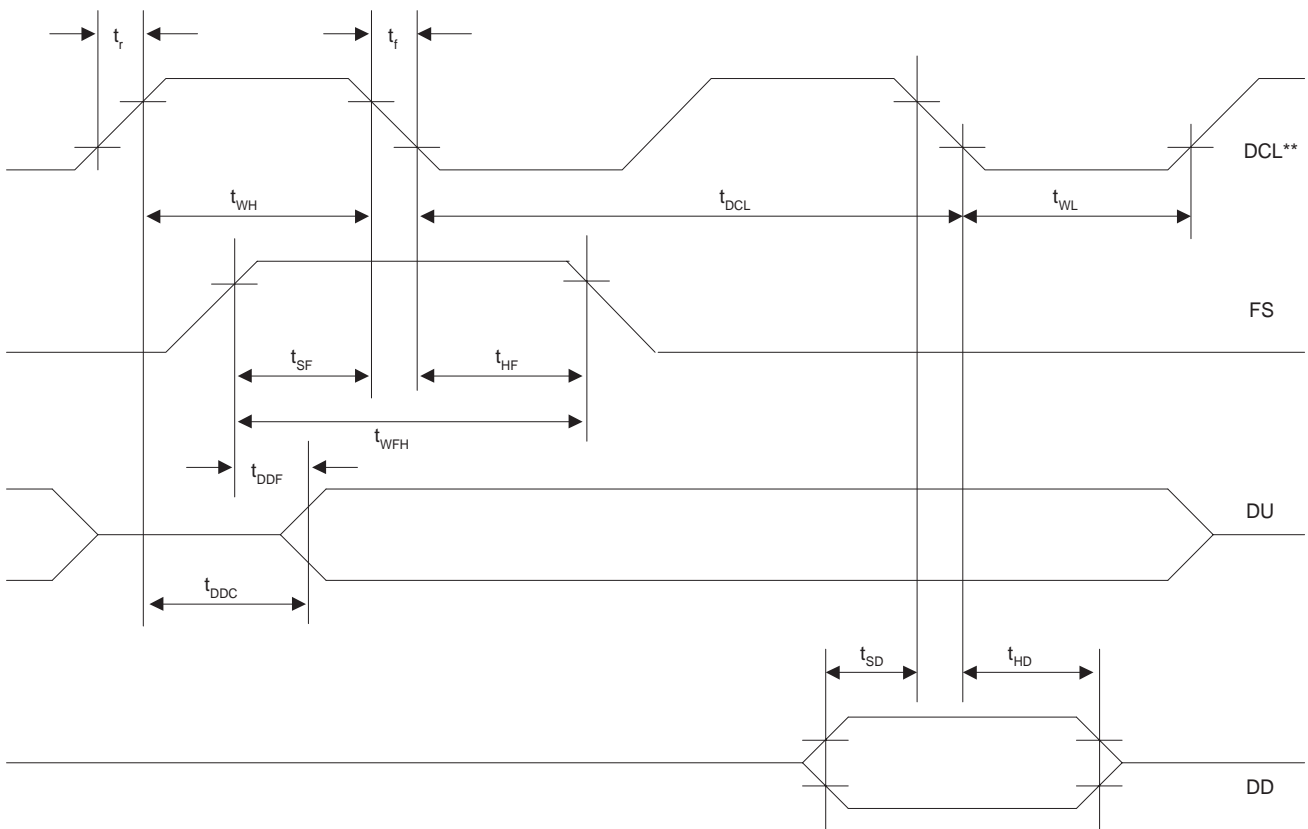 tr
tf
DCL**
tWH
tDCL
tWL
FS
tSF
tHF
tWFH
tDDF
DU
tDDC
tSD
tHD
DD